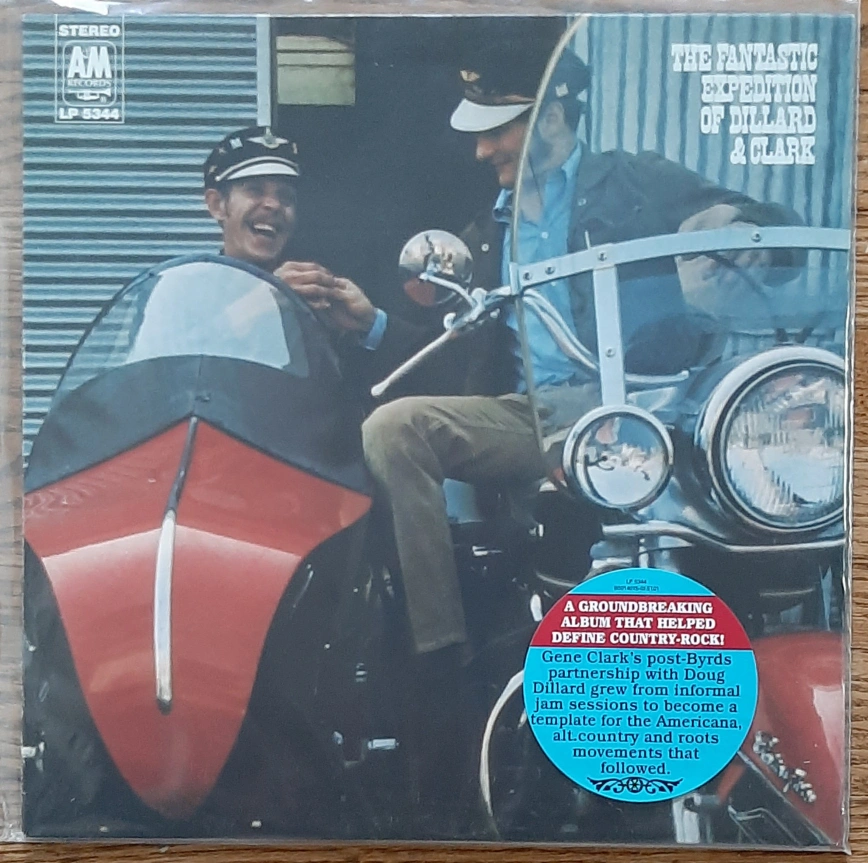 STEREO
A&M
RECORDS
LP 5344
THE FANTASTIC
EXPEDITION
OF DILLARD
& CLARK
LP 5344
A GROUNDBREAKING
ALBUM THAT HELPED
DEFINE COUNTRY-ROCK!
Gene Clark's post-Byrds
partnership with Doug
Dillard grew from informal
jam sessions to become a
template for the Americana,
alt.country and roots
movements that
followed.